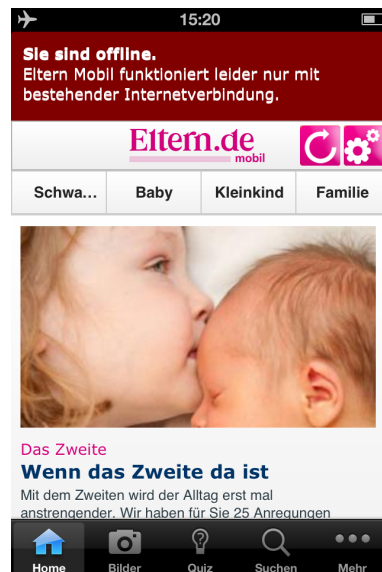 15:20
Sie sind offline.
Eltern Mobil funktioniert leider nur mit
bestehender Internetverbindung.
Eltern.de
mobil
Schwa... Baby Kleinkind Familie
Das Zweite
Wenn das Zweite da ist
Mit dem Zweiten wird der Alltag erst mal
anstrengender. Wir haben für Sie 25 Anregungen
Home Bilder Quiz Suchen Mehr